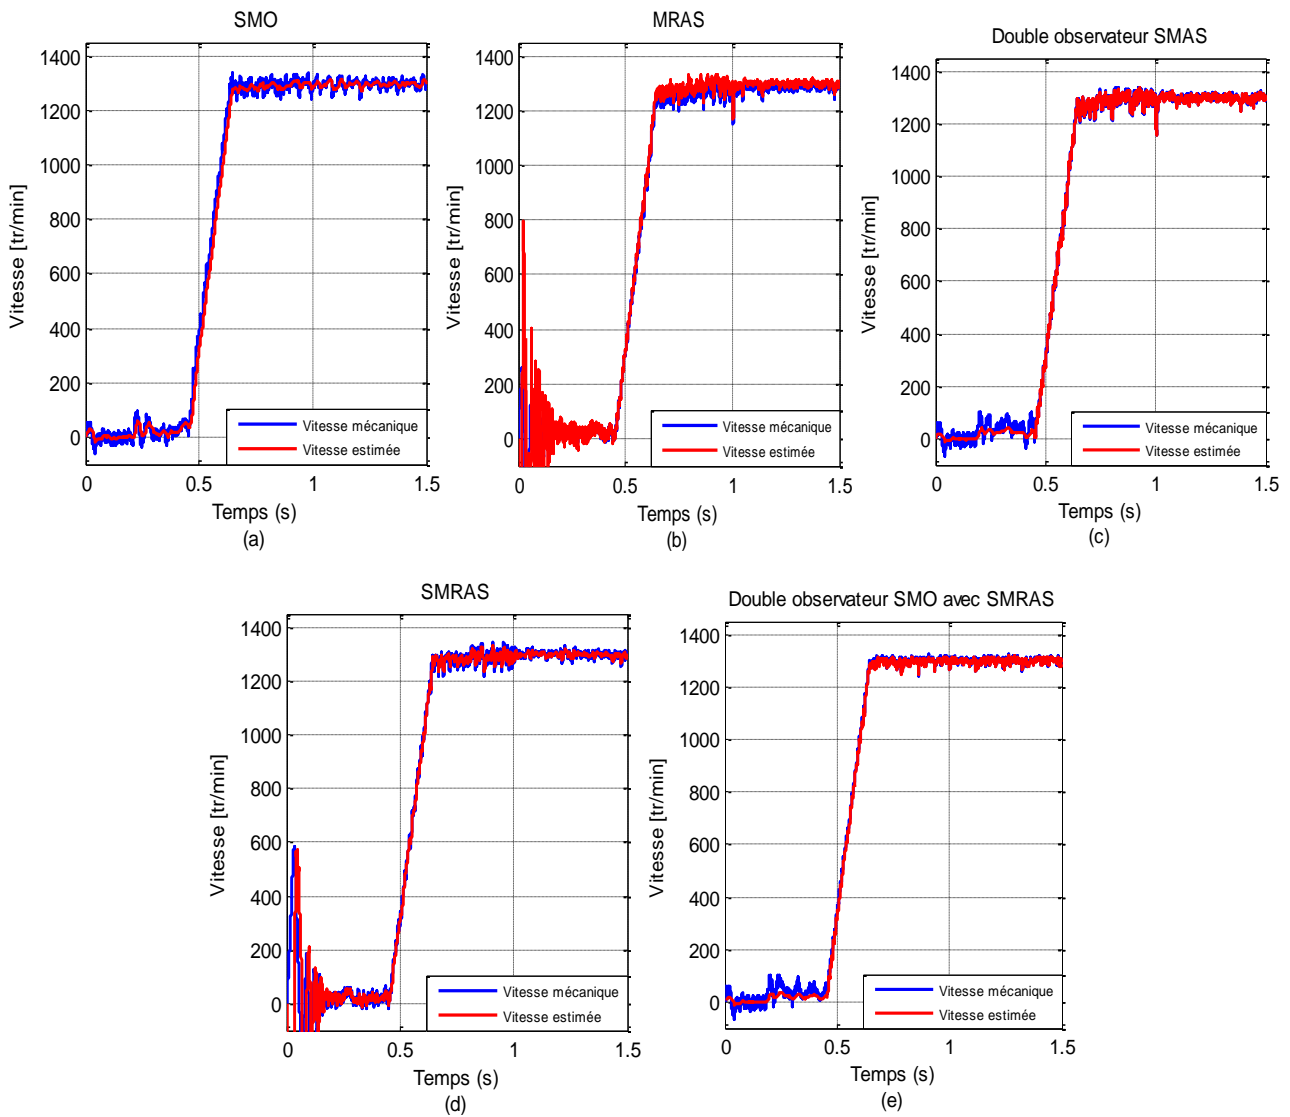 SMO
1400
1200
1000
800
600
400
200
0
Vitesse [tr/min]
Vitesse mécanique
Vitesse estimée
0 0.5 1 1.5
Temps (s)
(a)
MRAS
1400
1200
1000
800
600
400
200
0
Vitesse [tr/min]
Vitesse mécanique
Vitesse estimée
0 0.5 1 1.5
Temps (s)
(b)
Double observateur SMAS
1400
1200
1000
800
600
400
200
0
Vitesse [tr/min]
Vitesse mécanique
Vitesse estimée
0 0.5 1 1.5
Temps (s)
(c)
SMRAS
1400
1200
1000
800
600
400
200
0
Vitesse [tr/min]
Vitesse mécanique
Vitesse estimée
0 0.5 1 1.5
Temps (s)
(d)
Double observateur SMO avec SMRAS
1400
1200
1000
800
600
400
200
0
Vitesse [tr/min]
Vitesse mécanique
Vitesse estimée
0 0.5 1 1.5
Temps (s)
(e)